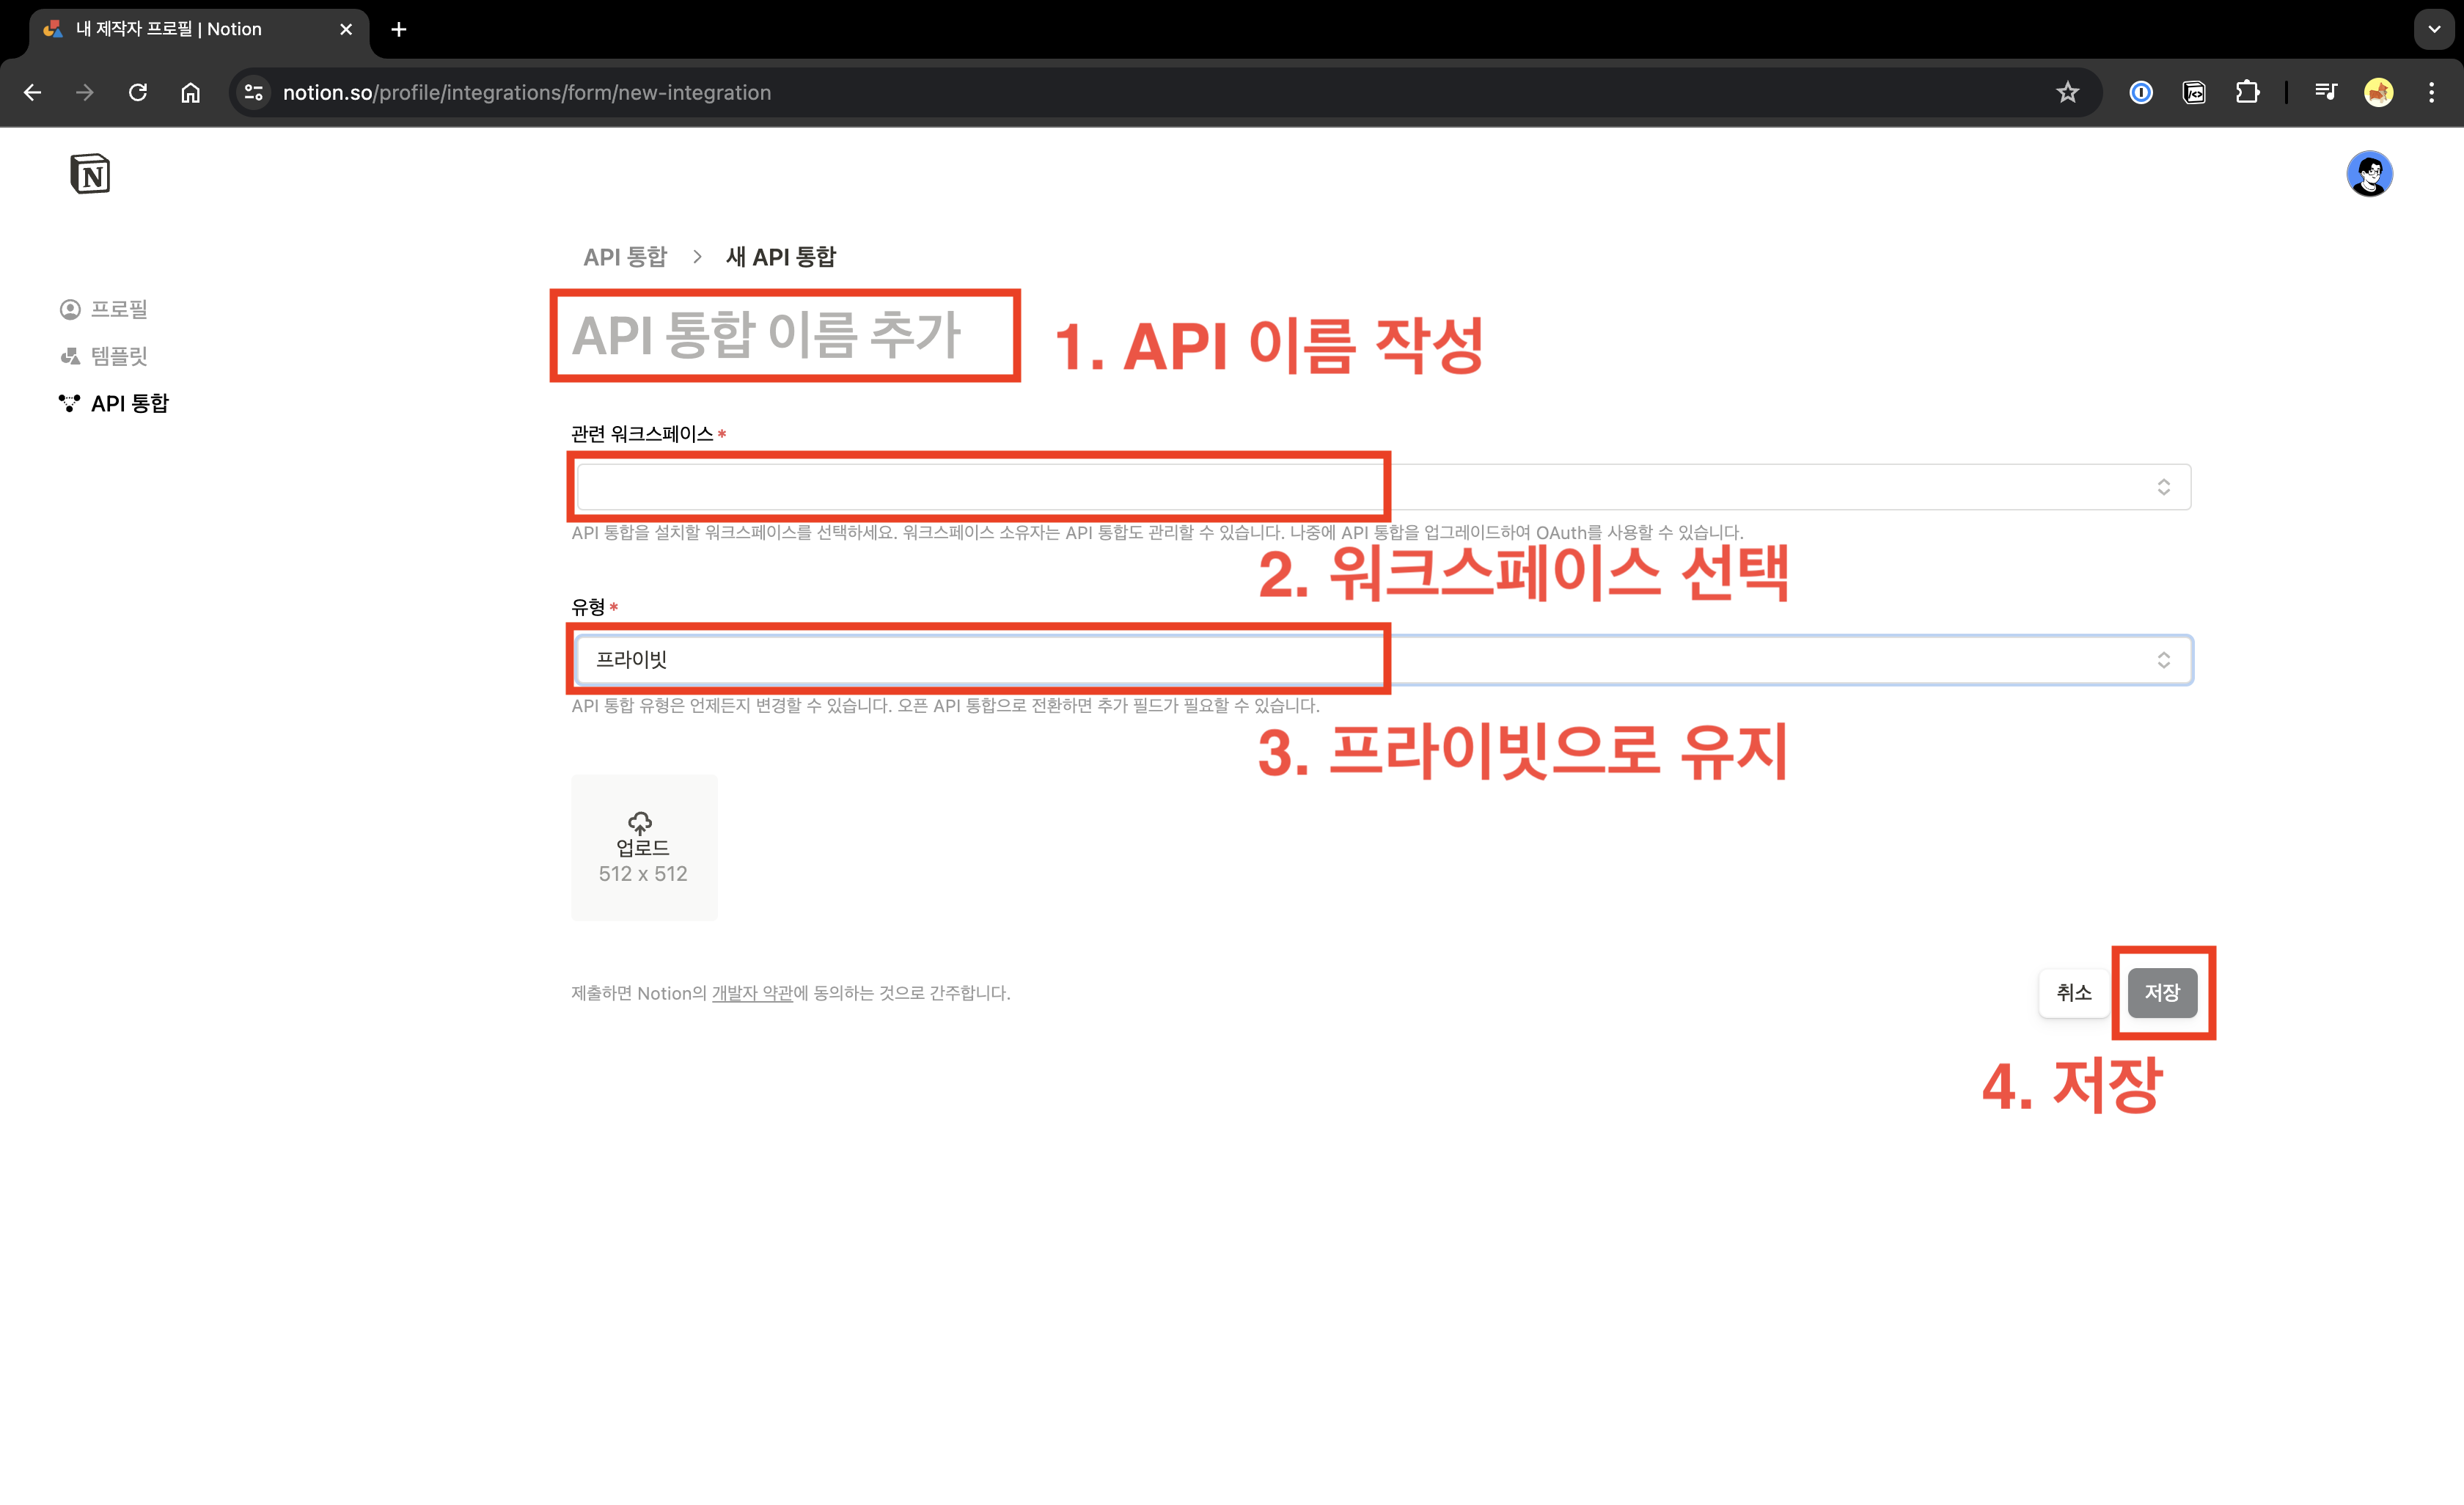 내 제작자 프로필 | Notion
notion.so/profile/integrations/form/new-integration
N
API 통합 > 새 API 통합
프로필
템플릿
API 통합
API 통합 이름 추가
1. API 이름 작성
관련 워크스페이스 *
API 통합을 설치할 워크스페이스를 선택하세요. 워크스페이스 소유자는 API 통합도 관리할 수 있습니다. 나중에 API 통합을 업그레이드하여 OAuth를 사용할 수 있습니다.
2. 워크스페이스 선택
유형 *
프라이빗
API 통합 유형은 언제든지 변경할 수 있습니다. 오픈 API 통합으로 전환하면 추가 필드가 필요할 수 있습니다.
3. 프라이빗으로 유지
업로드
512 x 512
제출하면 Notion의 개발자 약관에 동의하는 것으로 간주합니다.
취소
저장
4. 저장